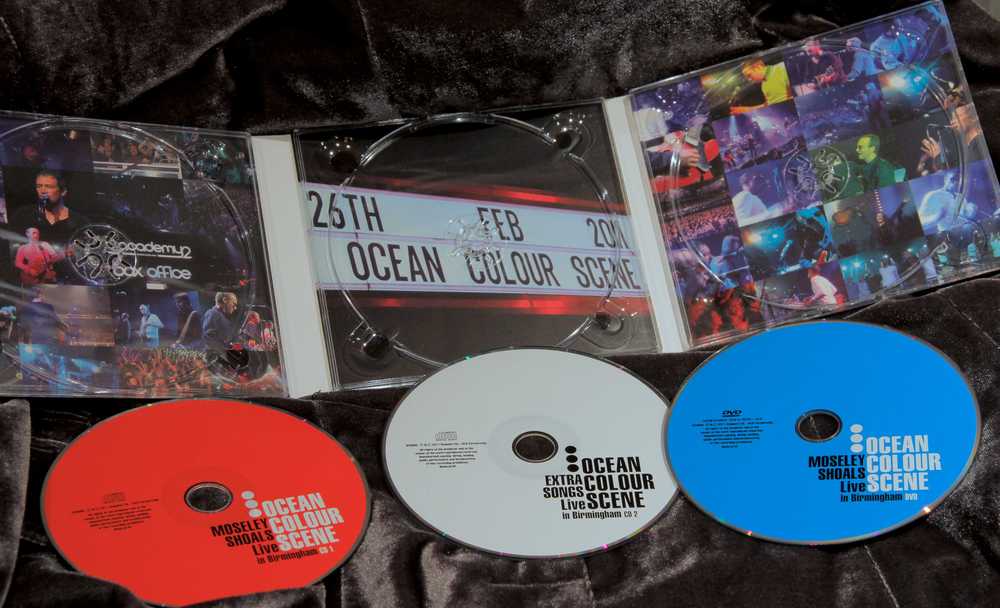 academy2
box office
26TH FEB 2011
OCEAN COLOUR SCENE
OCEAN
COLOUR
SCENE
MOSELEY
SHOALS
Live
in Birmingham CD 1
OCEAN
COLOUR
SCENE
EXTRA
SONGS
Live
in Birmingham CD 2
DVD
OCEAN
COLOUR
SCENE
MOSELEY
SHOALS
Live
in Birmingham DVD